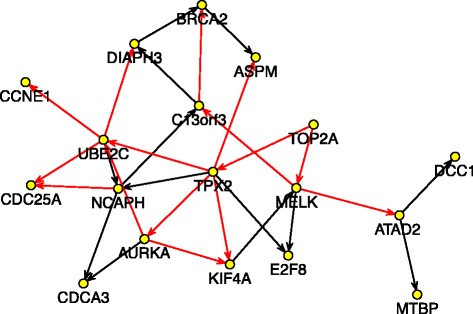 BRCA2
DIAPH3
ASPM
CCNE1
C13orf3
TOP2A
UBE2C
DCC1
TPX2
CDC25A
NCAPH
MELK
ATAD2
AURKA
E2F8
KIF4A
CDCA3
MTBP